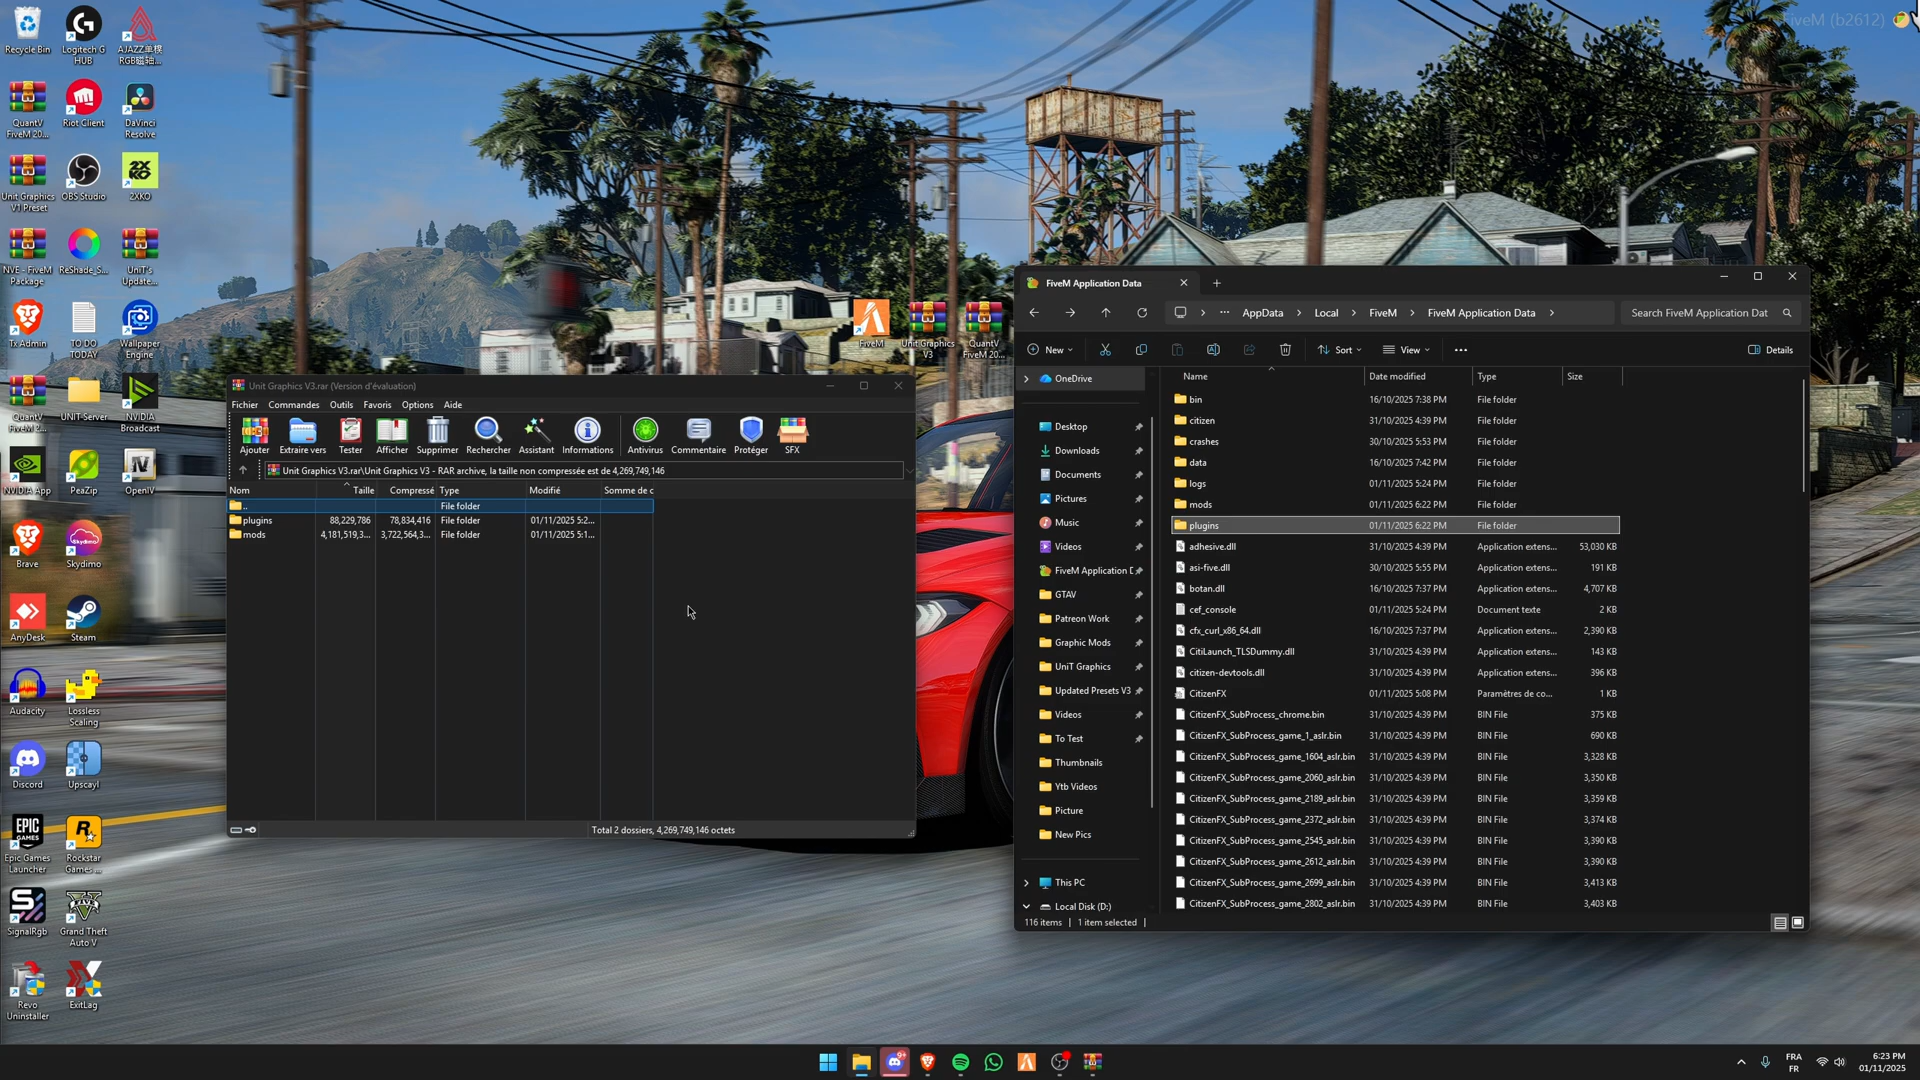 FiveM (b2612)
Recycle Bin
Logitech G
HUB
AJAZZ单模
RGB磁轴...
QuantV
FiveM 20...
Riot Client
DaVinci
Resolve
Unit Graphics
V1 Preset
OBS Studio
2XKO
NVE - FiveM
Package
ReShade_S...
UniT's
Update...
Tx Admin
TO DO
TODAY
Wallpaper
Engine
QuantV
FiveM 2...
UNIT-Server
NVIDIA
Broadcast
NVIDIA App
PeaZip
OpenIV
Brave
Skydimo
AnyDesk
Steam
Audacity
Lossless
Scaling
Discord
Upscayl
Epic Games
Launcher
Rockstar
Games ...
SignalRgb
Grand Theft
Auto V
Revo
Uninstaller
ExitLag
FiveM
Unit Graphics
V3
QuantV
FiveM 20...
Unit Graphics V3.rar (Version d'évaluation)
Fichier Commandes Outils Favoris Options Aide
Ajouter Extraire vers Tester Afficher Supprimer Rechercher Assistant Informations Antivirus Commentaire Protéger SFX
Unit Graphics V3.rar\Unit Graphics V3 - RAR archive, la taille non compressée est de 4,269,749,146
Nom Taille Compressé Type Modifié Somme de c
.. File folder
plugins 88,229,786 78,834,416 File folder 01/11/2025 5:2...
mods 4,181,519,3... 3,722,564,3... File folder 01/11/2025 5:1...
Total 2 dossiers, 4,269,749,146 octets
FiveM Application Data
... AppData > Local > FiveM > FiveM Application Data >
Search FiveM Application Dat
New Sort View ... Details
OneDrive
Desktop
Downloads
Documents
Pictures
Music
Videos
FiveM Application D
GTAV
Patreon Work
Graphic Mods
UniT Graphics
Updated Presets V3
Videos
To Test
Thumbnails
Ytb Videos
Picture
New Pics
This PC
Local Disk (D:)
Name Date modified Type Size
bin 16/10/2025 7:38 PM File folder
citizen 31/10/2025 4:39 PM File folder
crashes 30/10/2025 5:53 PM File folder
data 16/10/2025 7:42 PM File folder
logs 01/11/2025 5:24 PM File folder
mods 01/11/2025 6:22 PM File folder
plugins 01/11/2025 6:22 PM File folder
adhesive.dll 31/10/2025 4:39 PM Application extens... 53,030 KB
asi-five.dll 30/10/2025 5:55 PM Application extens... 191 KB
botan.dll 16/10/2025 7:37 PM Application extens... 4,707 KB
cef_console 01/11/2025 5:24 PM Document texte 2 KB
cfx_curl_x86_64.dll 16/10/2025 7:37 PM Application extens... 2,390 KB
CitiLaunch_TLSDummy.dll 31/10/2025 4:39 PM Application extens... 143 KB
citizen-devtools.dll 31/10/2025 4:39 PM Application extens... 396 KB
CitizenFX 01/11/2025 5:08 PM Paramètres de co... 1 KB
CitizenFX_SubProcess_chrome.bin 31/10/2025 4:39 PM BIN File 375 KB
CitizenFX_SubProcess_game_1_aslr.bin 31/10/2025 4:39 PM BIN File 690 KB
CitizenFX_SubProcess_game_1604_aslr.bin 31/10/2025 4:39 PM BIN File 3,328 KB
CitizenFX_SubProcess_game_2060_aslr.bin 31/10/2025 4:39 PM BIN File 3,350 KB
CitizenFX_SubProcess_game_2189_aslr.bin 31/10/2025 4:39 PM BIN File 3,359 KB
CitizenFX_SubProcess_game_2372_aslr.bin 31/10/2025 4:39 PM BIN File 3,374 KB
CitizenFX_SubProcess_game_2545_aslr.bin 31/10/2025 4:39 PM BIN File 3,390 KB
CitizenFX_SubProcess_game_2612_aslr.bin 31/10/2025 4:39 PM BIN File 3,390 KB
CitizenFX_SubProcess_game_2699_aslr.bin 31/10/2025 4:39 PM BIN File 3,413 KB
CitizenFX_SubProcess_game_2802_aslr.bin 31/10/2025 4:39 PM BIN File 3,403 KB
116 items 1 item selected
FRA
FR
6:23 PM
01/11/2025